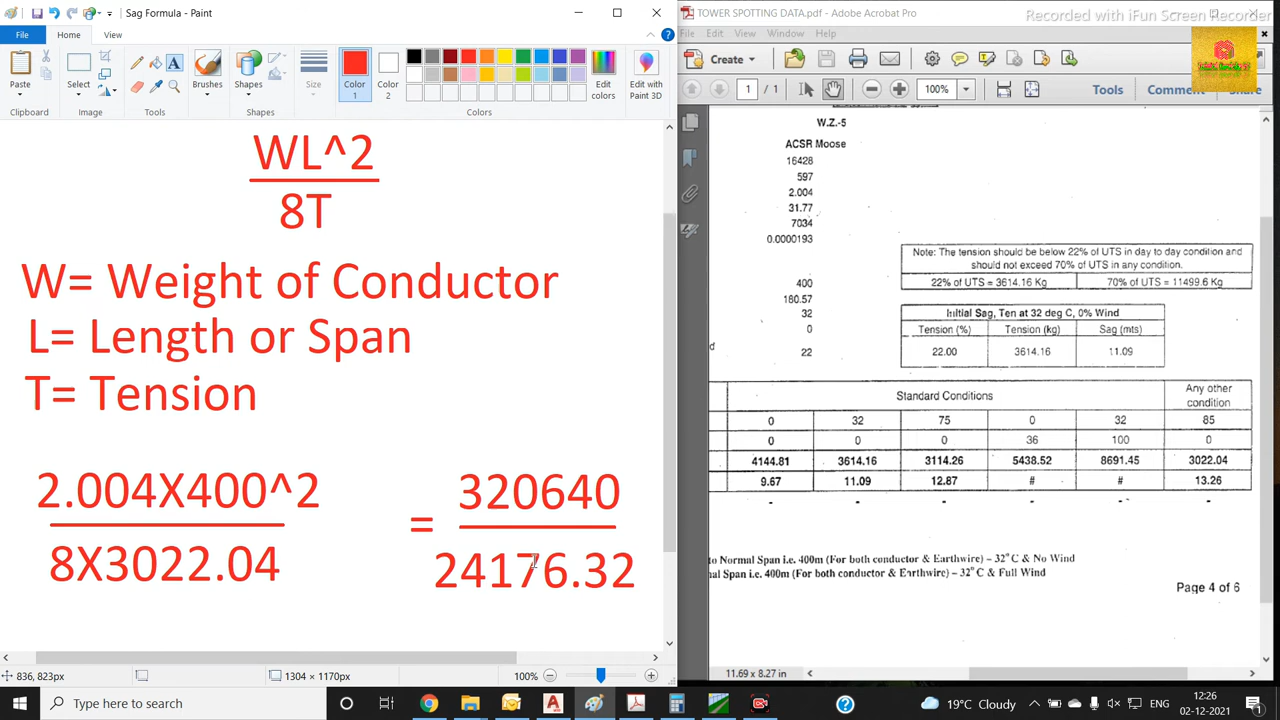 Sag Formula - Paint
File
Home
View
Paste
Select
Brushes
Shapes
Size
Color 1
Color 2
Edit colors
Edit with Paint 3D
Clipboard
Image
Tools
Shapes
Colors
WL^2
8T
W= Weight of Conductor
L= Length or Span
T= Tension
2.004X400^2
8X3022.04
=
320640
24176.32
836, 823px
1304 × 1170px
100%
TOWER SPOTTING DATA.pdf - Adobe Acrobat Pro
Recorded with iFun Screen Recorder
File Edit View Window Help
Create
1 / 1
100%
Tools
Comment
W.Z.-5
ACSR Moose
16428
597
2.004
31.77
7034
0.0000193
400
180.57
32
0
d 22
Note: The tension should be below 22% of UTS in day to day condition and
should not exceed 70% of UTS in any condition.
22% of UTS = 3614.16 Kg 70% of UTS = 11499.6 Kg
Initial Sag, Ten at 32 deg C, 0% Wind
Tension (%) Tension (kg) Sag (mts)
22.00 3614.16 11.09
Standard Conditions Any other condition
0 32 75 0 32 85
0 0 0 36 100 0
4144.81 3614.16 3114.26 5438.52 8691.45 3022.04
9.67 11.09 12.87 # # 13.26
- - - - - -
to Normal Span i.e. 400m (For both conductor & Earthwire) – 32°C & No Wind
nal Span i.e. 400m (For both conductor & Earthwire) – 32°C & Full Wind
Page 4 of 6
11.69 x 8.27 in
Type here to search
19°C Cloudy
ENG
12:26
02-12-2021